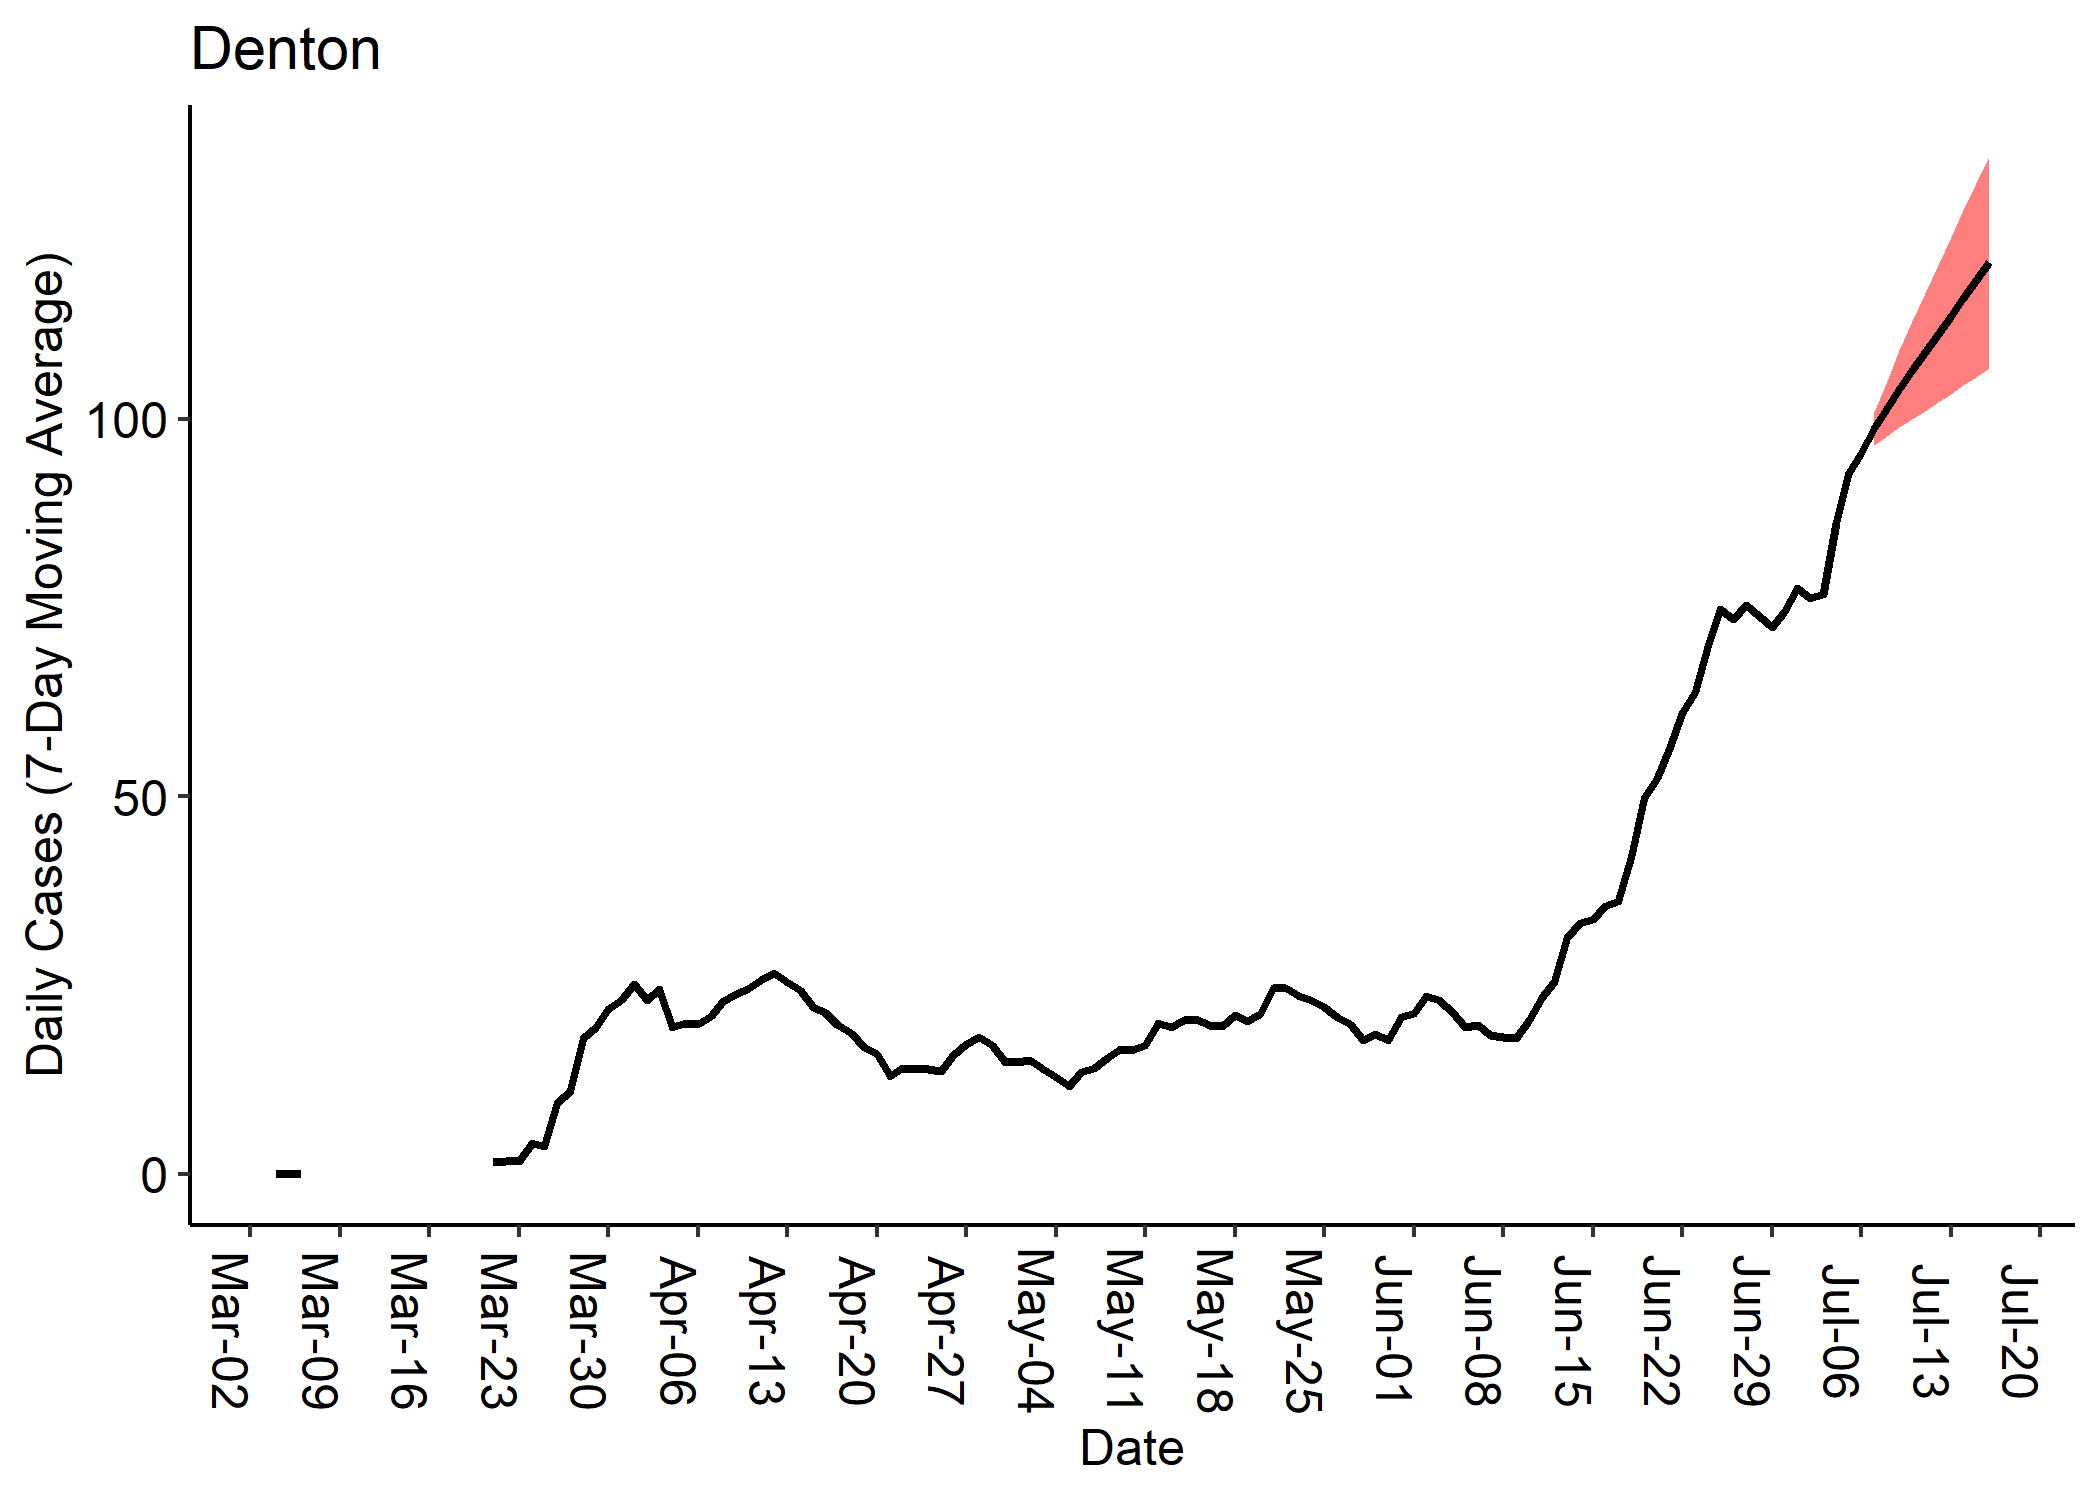 Denton
Daily Cases (7-Day Moving Average)
100
50
0
Mar-02
Mar-09
Mar-16
Mar-23
Mar-30
Apr-06
Apr-13
Apr-20
Apr-27
May-04
May-11
May-18
May-25
Jun-01
Jun-08
Jun-15
Jun-22
Jun-29
Jul-06
Jul-13
Jul-20
Date